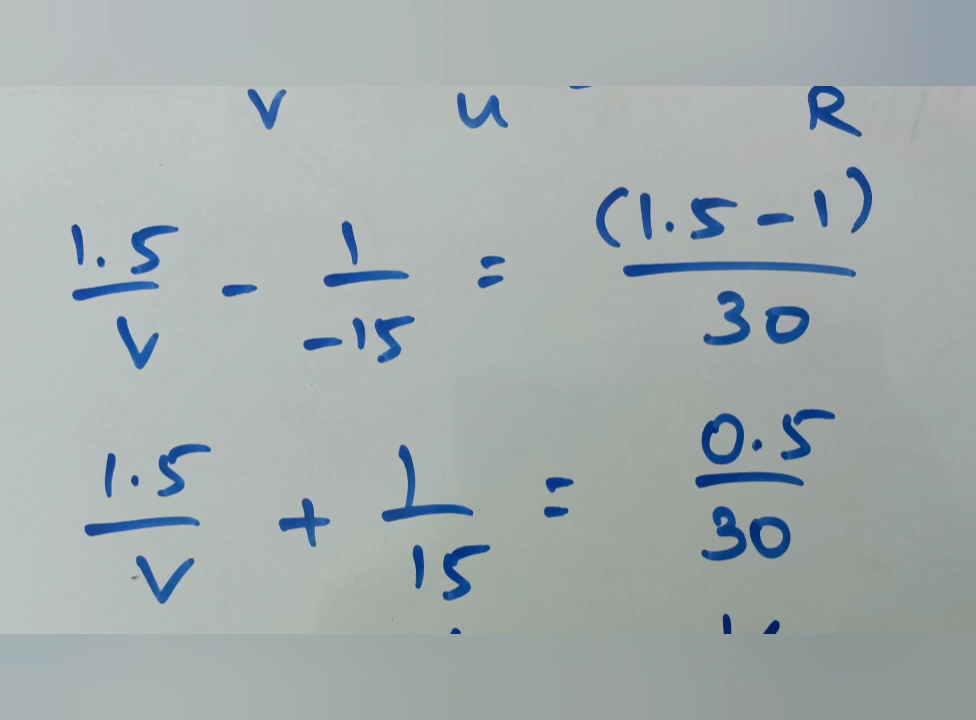 v u R
1.5/v - 1/-15 = (1.5-1)/30
1.5/v + 1/15 = 0.5/30